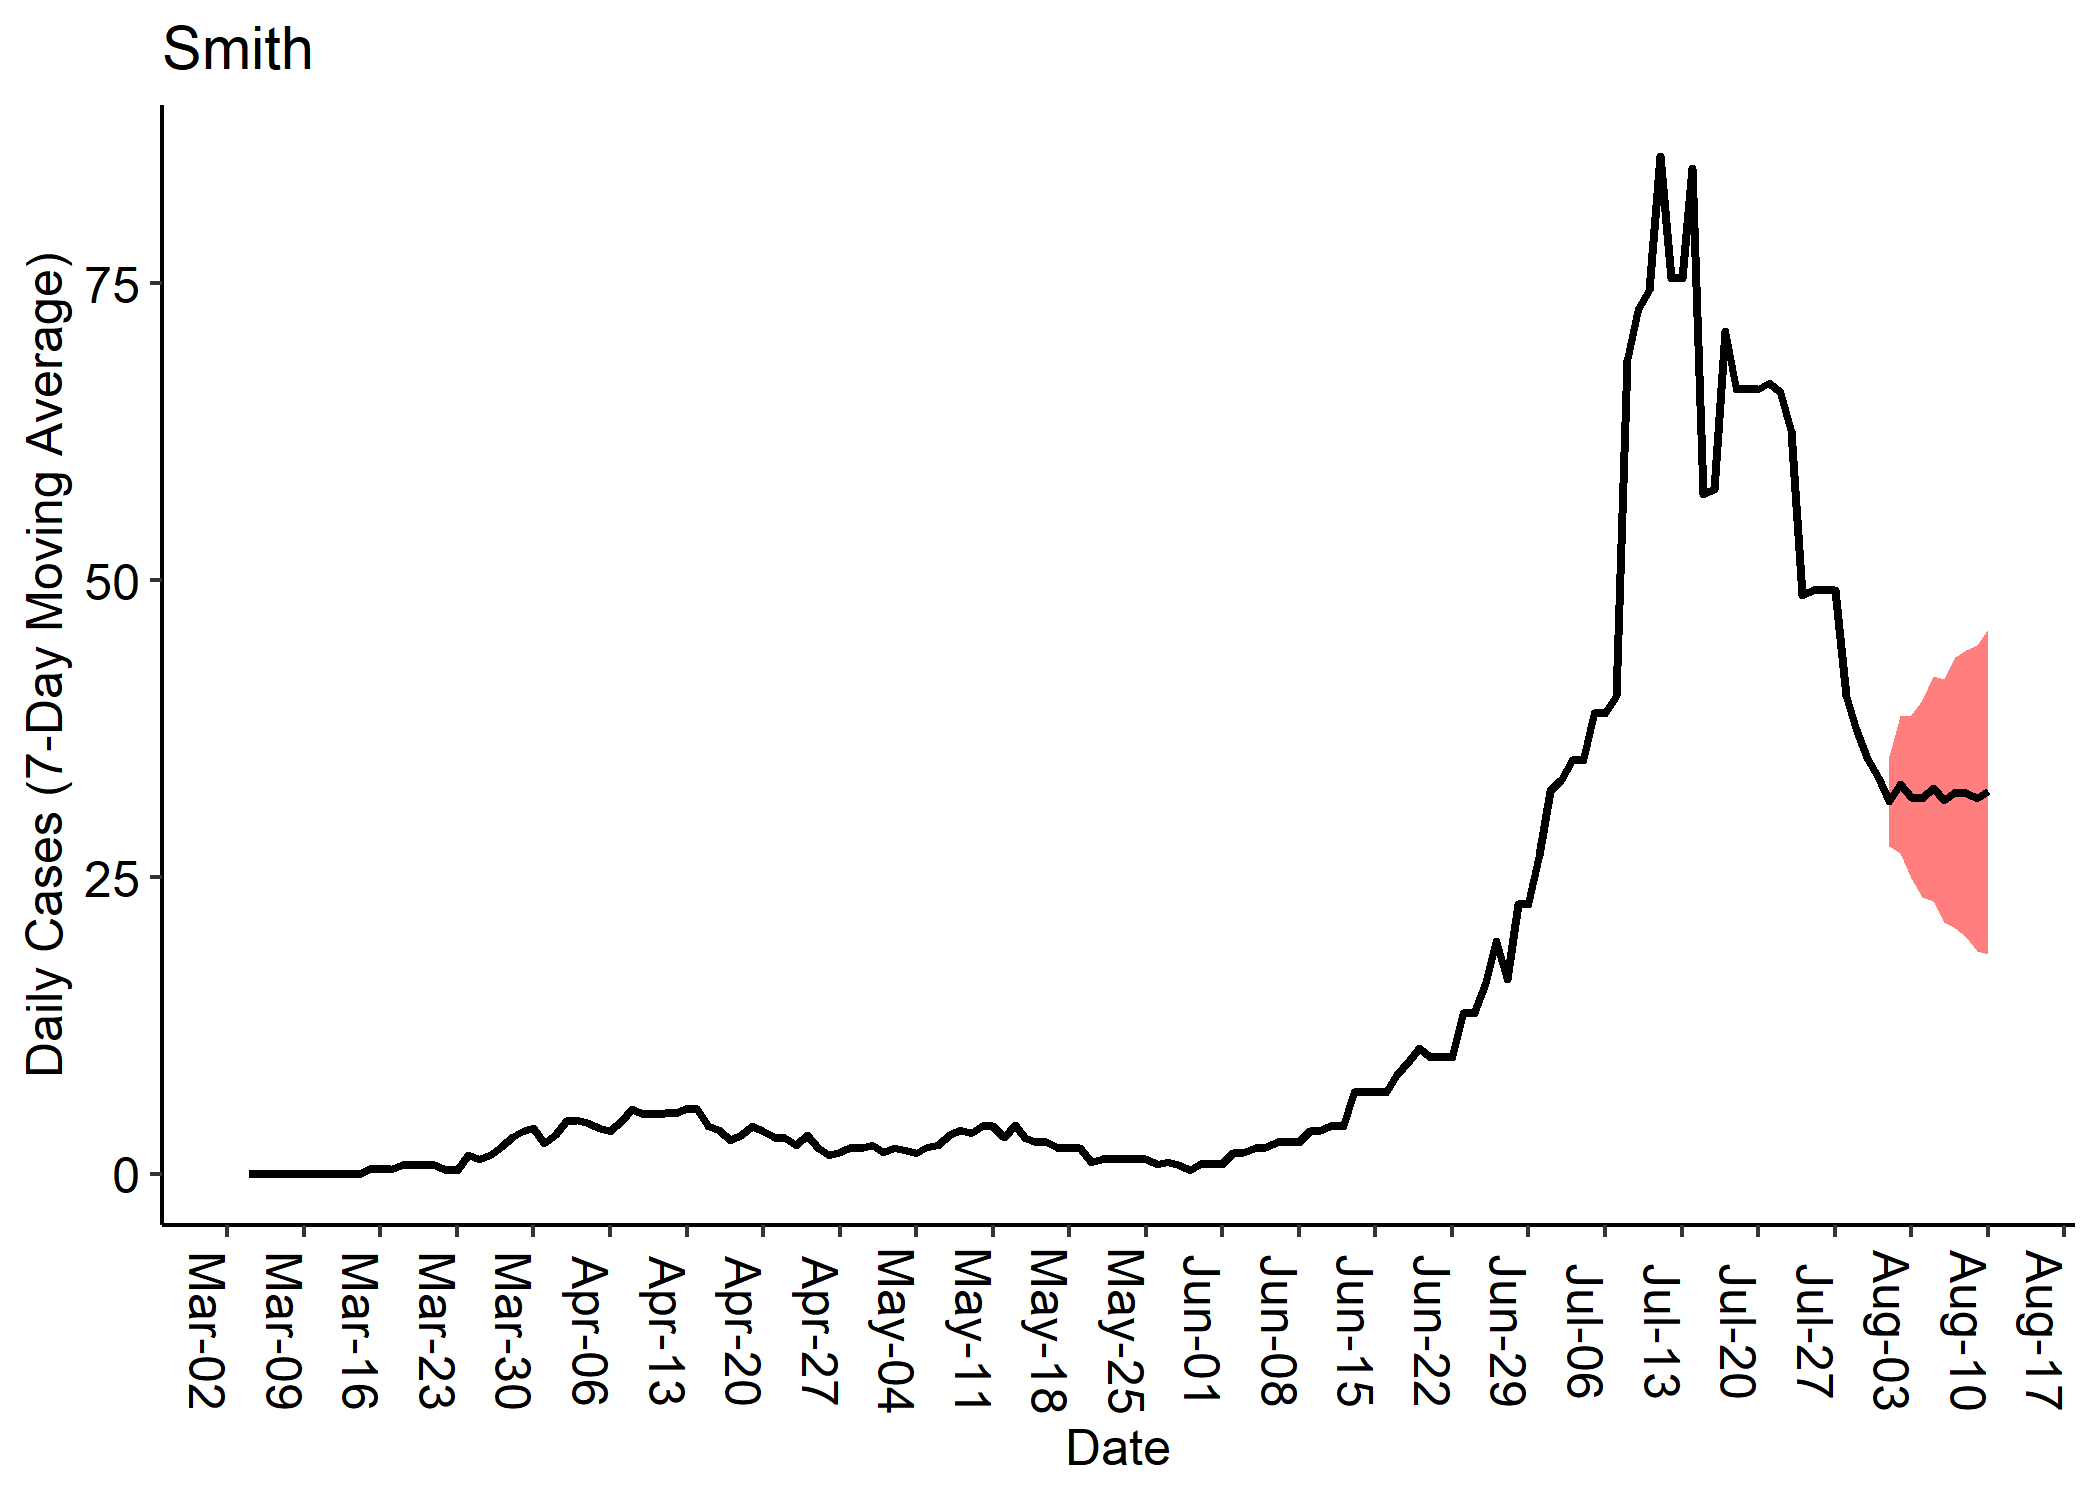 Smith
Daily Cases (7-Day Moving Average)
75
50
25
0
Mar-02
Mar-09
Mar-16
Mar-23
Mar-30
Apr-06
Apr-13
Apr-20
Apr-27
May-04
May-11
May-18
May-25
Jun-01
Jun-08
Jun-15
Jun-22
Jun-29
Jul-06
Jul-13
Jul-20
Jul-27
Aug-03
Aug-10
Aug-17
Date